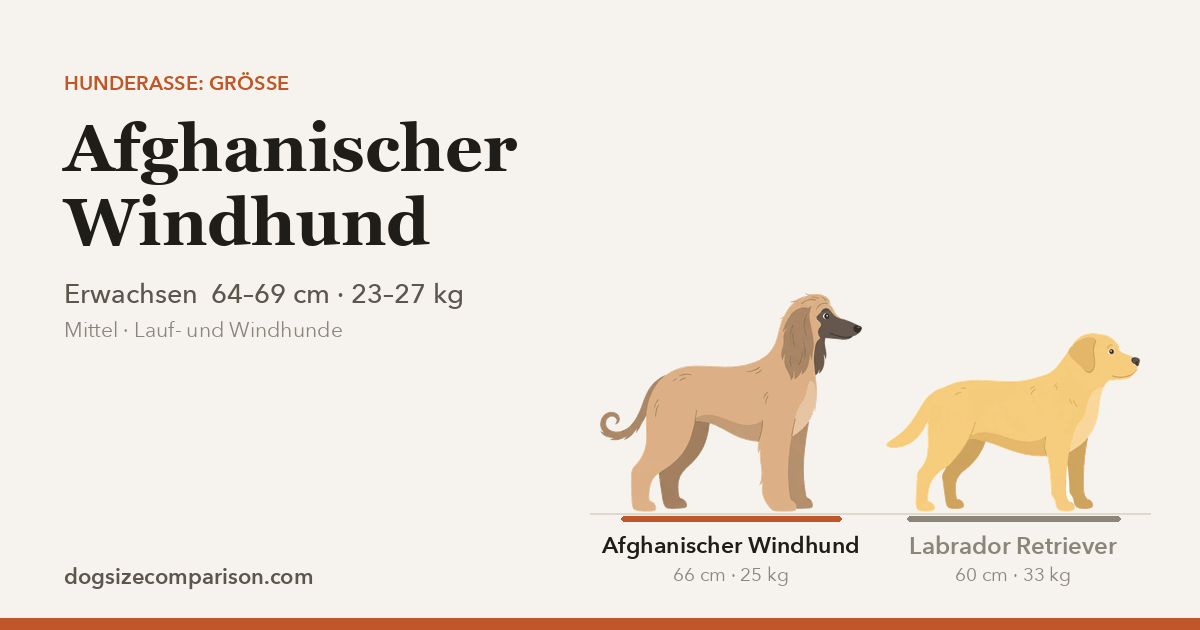 HUNDERASSE: GRÖSSE
Afghanischer
Windhund
Erwachsen 64–69 cm · 23–27 kg
Mittel · Lauf- und Windhunde
Afghanischer Windhund
66 cm · 25 kg
Labrador Retriever
60 cm · 33 kg
dogsizecomparison.com